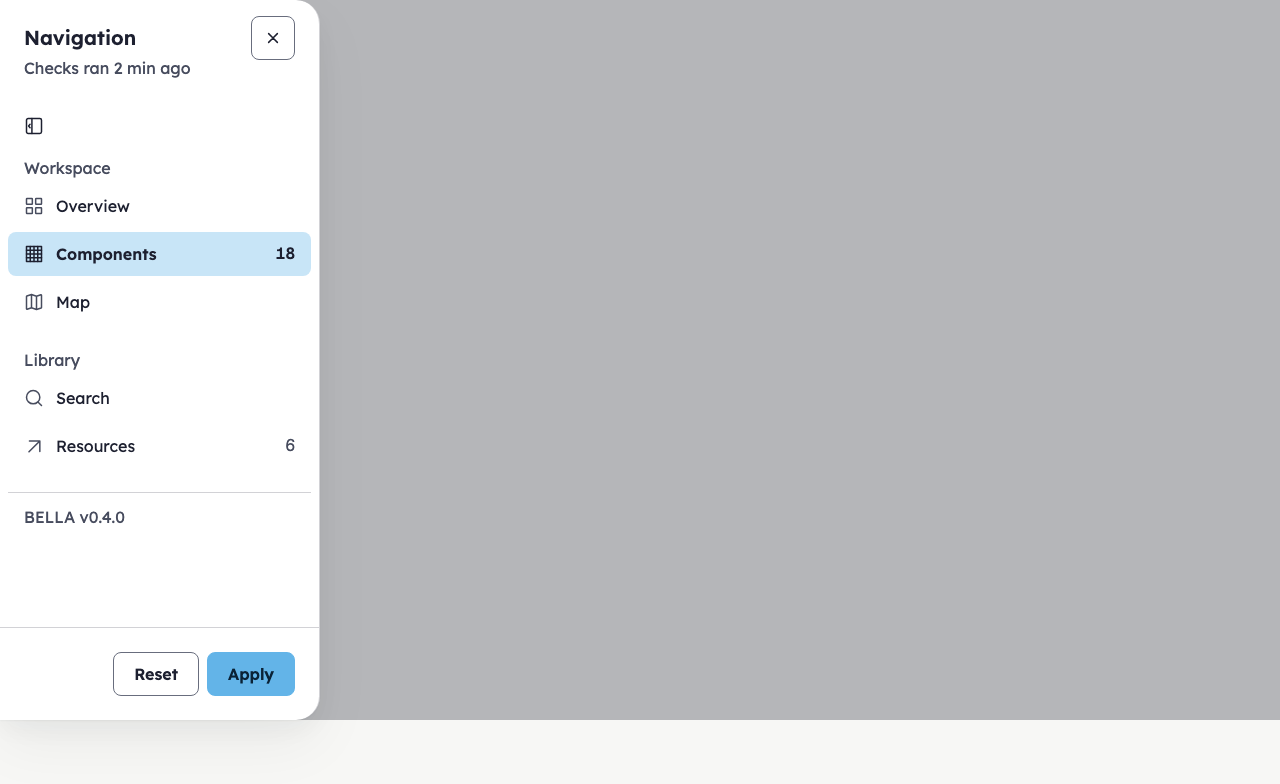 Navigation
Checks ran 2 min ago
Workspace
Overview
Components 18
Map
Library
Search
Resources 6
BELLA v0.4.0
Reset Apply